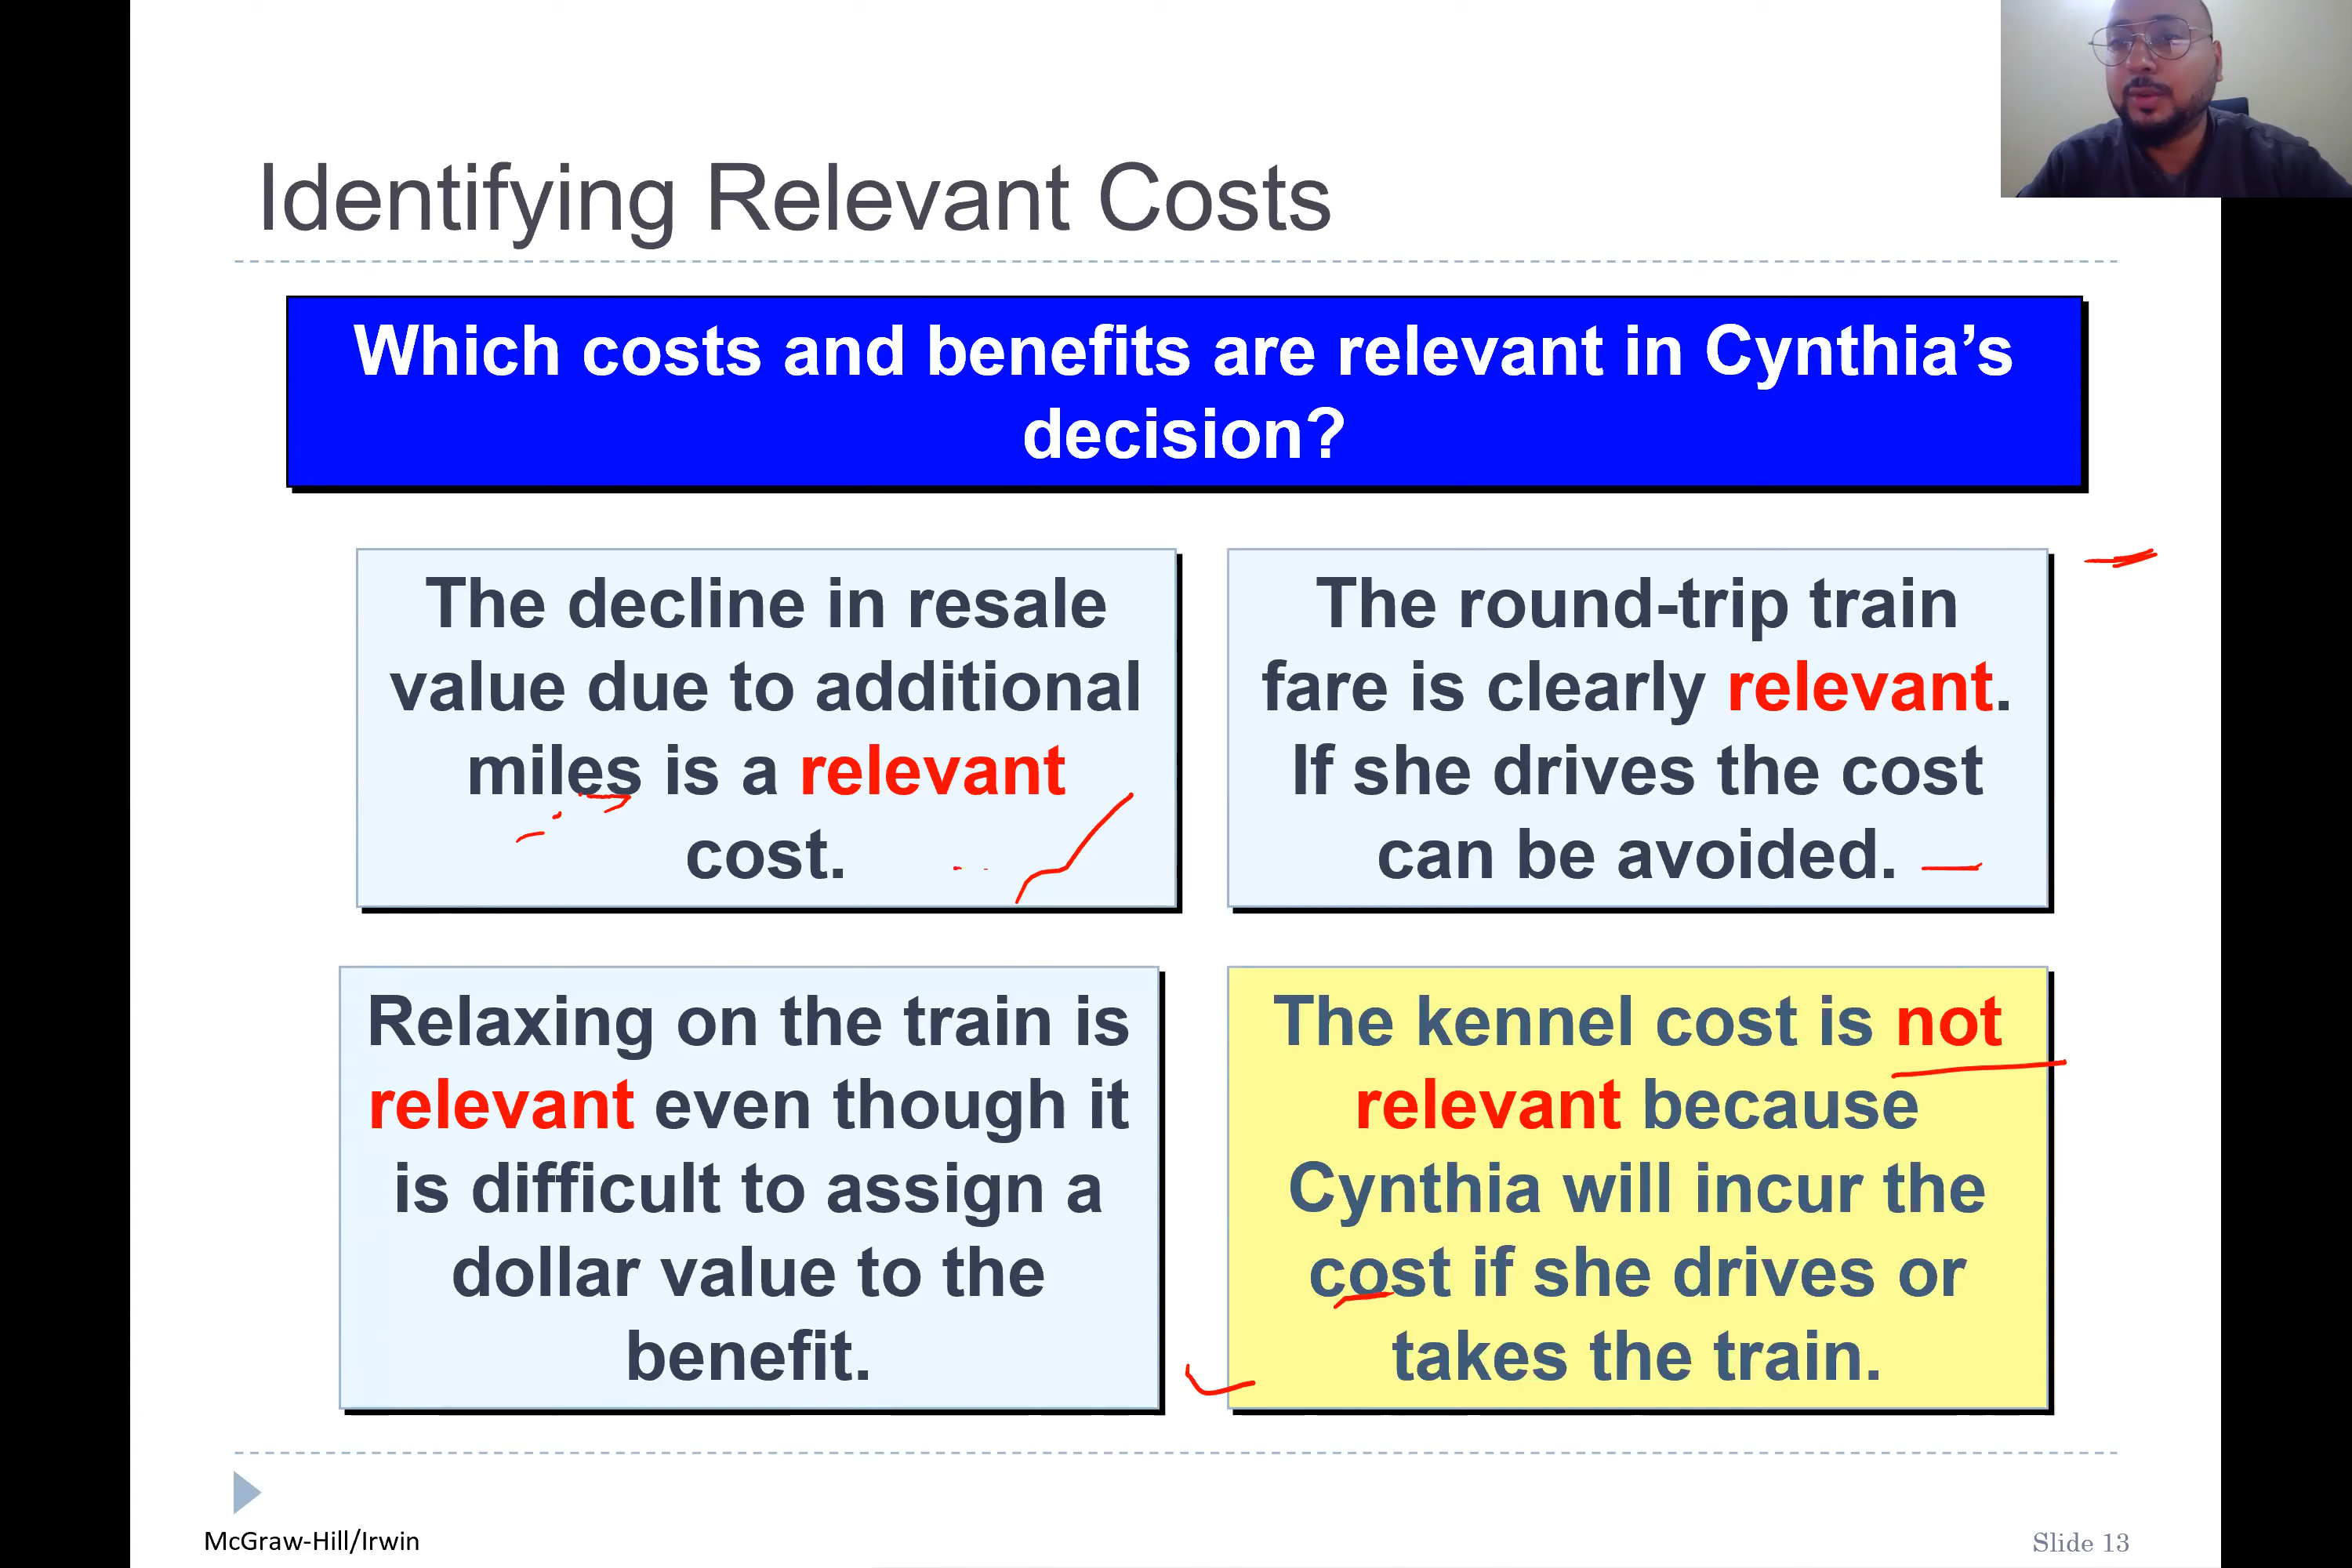 Identifying Relevant Costs
Which costs and benefits are relevant in Cynthia’s
decision?
The decline in resale
value due to additional
miles is a relevant
cost.
The round-trip train
fare is clearly relevant.
If she drives the cost
can be avoided.
Relaxing on the train is
relevant even though it
is difficult to assign a
dollar value to the
benefit.
The kennel cost is not
relevant because
Cynthia will incur the
cost if she drives or
takes the train.
McGraw-Hill/Irwin
Slide 13